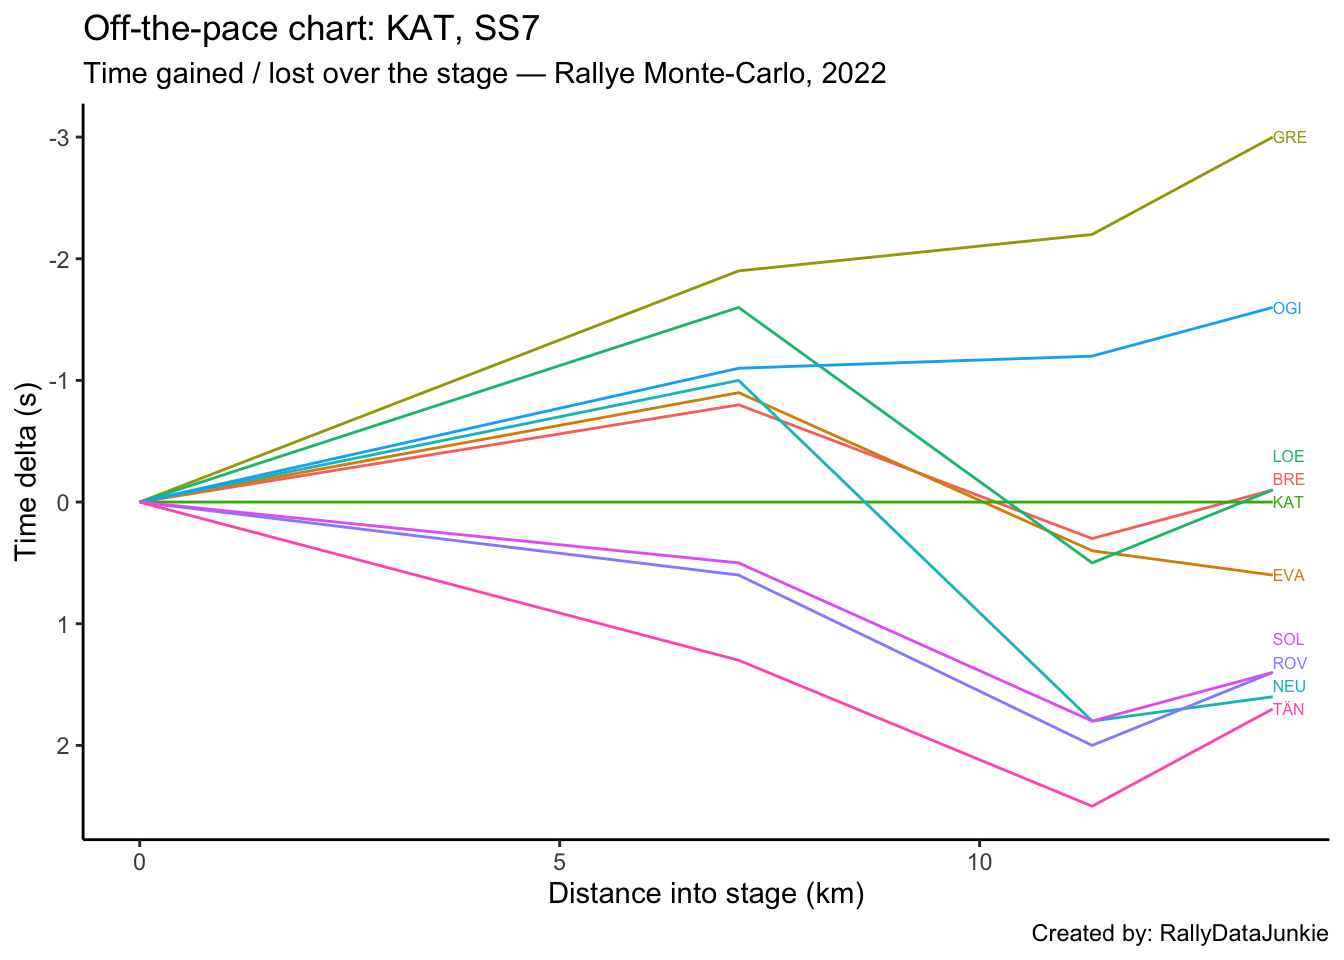 Off-the-pace chart: KAT, SS7
Time gained / lost over the stage — Rallye Monte-Carlo, 2022
-3
-2
-1
0
1
2
Time delta (s)
GRE
OGI
LOE
BRE
KAT
EVA
SOL
ROV
NEU
TÄN
0 5 10
Distance into stage (km)
Created by: RallyDataJunkie